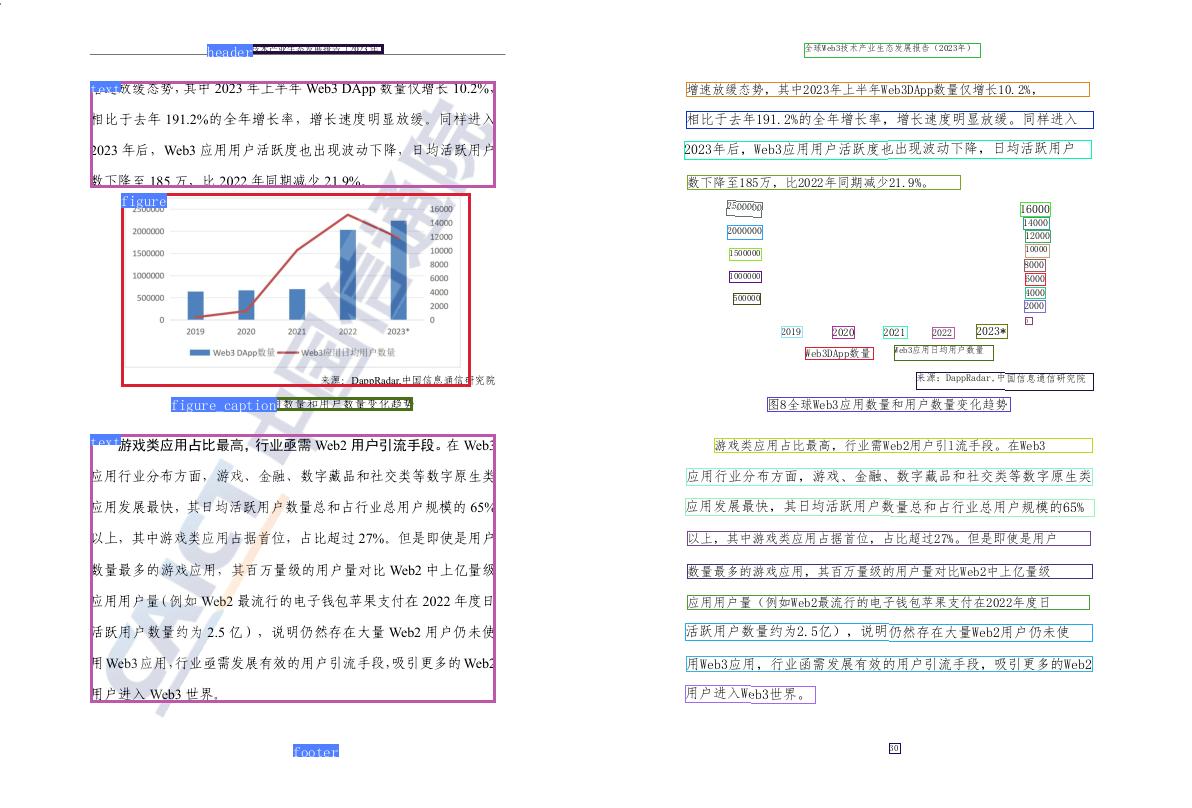 header
全球Web3技术产业生态发展报告（2023年）
text
放缓态势，其中 2023 年上半年 Web3 DApp 数量仅增长 10.2%，
相比于去年 191.2%的全年增长率，增长速度明显放缓。同样进入
2023 年后，Web3 应用用户活跃度也出现波动下降，日均活跃用户
数下降至 185 万，比 2022 年同期减少 21.9%。
figure
2500000
2000000
1500000
1000000
500000
0
16000
14000
12000
10000
8000
6000
4000
2000
0
2019 2020 2021 2022 2023*
Web3 DApp数量 Web3应用日均用户数量
来源：DappRadar,中国信息通信研究院
figure caption
数量和用户数量变化趋势
text
游戏类应用占比最高，行业亟需 Web2 用户引流手段。在 Web3
应用行业分布方面，游戏、金融、数字藏品和社交类等数字原生类
应用发展最快，其日均活跃用户数量总和占行业总用户规模的 65%
以上，其中游戏类应用占据首位，占比超过 27%。但是即使是用户
数量最多的游戏应用，其百万量级的用户量对比 Web2 中上亿量级
应用用户量（例如 Web2 最流行的电子钱包苹果支付在 2022 年度日
活跃用户数量约为 2.5 亿），说明仍然存在大量 Web2 用户仍未使
用 Web3 应用，行业亟需发展有效的用户引流手段，吸引更多的 Web2
用户进入 Web3 世界。
footer
CAICT 中国信通院
全球Web3技术产业生态发展报告（2023年）
增速放缓态势，其中2023年上半年Web3DApp数量仅增长10.2%，
相比于去年191.2%的全年增长率，增长速度明显放缓。同样进入
2023年后，Web3应用用户活跃度也出现波动下降，日均活跃用户
数下降至185万，比2022年同期减少21.9%。
2500000
2000000
1500000
1000000
500000
16000
14000
12000
10000
8000
6000
4000
2000
2019 2020 2021 2022 2023*
Web3DApp数量 Web3应用日均用户数量
来源：DappRadar,中国信息通信研究院
图8全球Web3应用数量和用户数量变化趋势
游戏类应用占比最高，行业需Web2用户引1流手段。在Web3
应用行业分布方面，游戏、金融、数字藏品和社交类等数字原生类
应用发展最快，其日均活跃用户数量总和占行业总用户规模的65%
以上，其中游戏类应用占据首位，占比超过27%。但是即使是用户
数量最多的游戏应用，其百万量级的用户量对比Web2中上亿量级
应用用户量（例如Web2最流行的电子钱包苹果支付在2022年度日
活跃用户数量约为2.5亿），说明仍然存在大量Web2用户仍未使
用Web3应用，行业函需发展有效的用户引流手段，吸引更多的Web2
用户进入Web3世界。
30